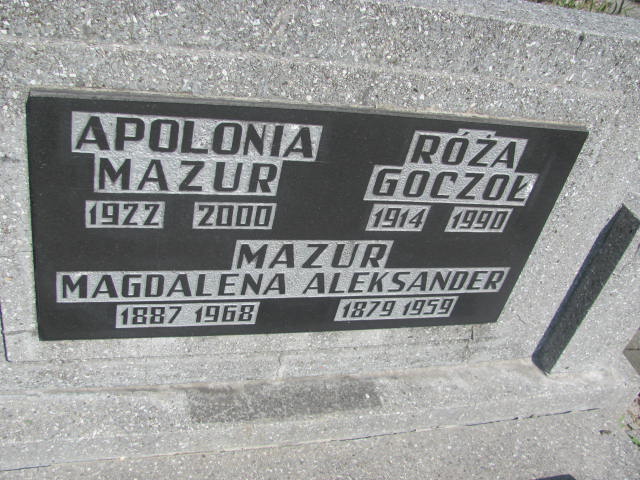 APOLONIA
MAZUR
1922 2000
RÓŻA
GOCZOŁ
1914 1990
MAZUR
MAGDALENA ALEKSANDER
1887 1968 1879 1959